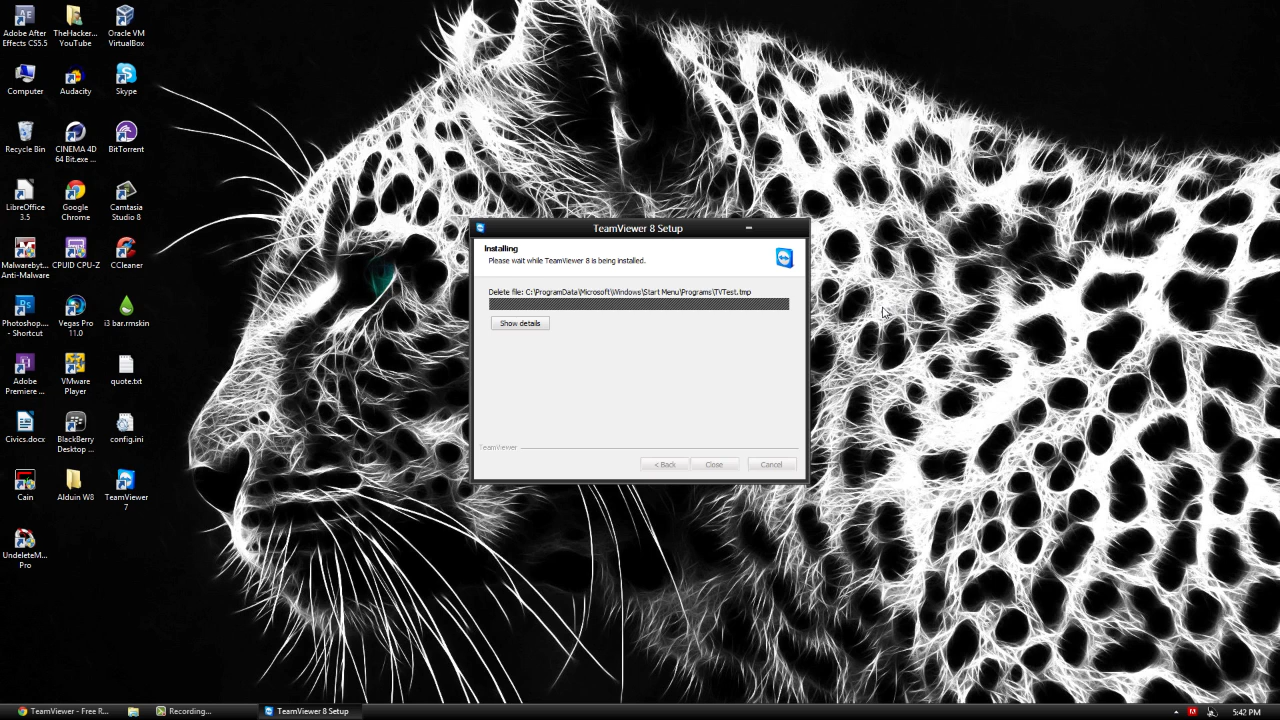 Adobe After
Effects CS5.5
TheHacker...
YouTube
Oracle VM
VirtualBox
Computer
Audacity
Skype
Recycle Bin
CINEMA 4D
64 Bit.exe ...
BitTorrent
LibreOffice
3.5
Google
Chrome
Camtasia
Studio 8
Malwarebyt...
Anti-Malware
CPUID CPU-Z
CCleaner
Photoshop....
- Shortcut
Vegas Pro
11.0
i3 bar.rmskin
Adobe
Premiere ...
VMware
Player
quote.txt
Civics.docx
BlackBerry
Desktop ...
config.ini
Cain
Alduin W8
TeamViewer
7
UndeleteM...
Pro
TeamViewer 8 Setup
Installing
Please wait while TeamViewer 8 is being installed.
Delete file: C:\ProgramData\Microsoft\Windows\Start Menu\Programs\TVTest.tmp
Show details
TeamViewer
< Back
Close
Cancel
TeamViewer - Free R...
Recording...
TeamViewer 8 Setup
5:42 PM